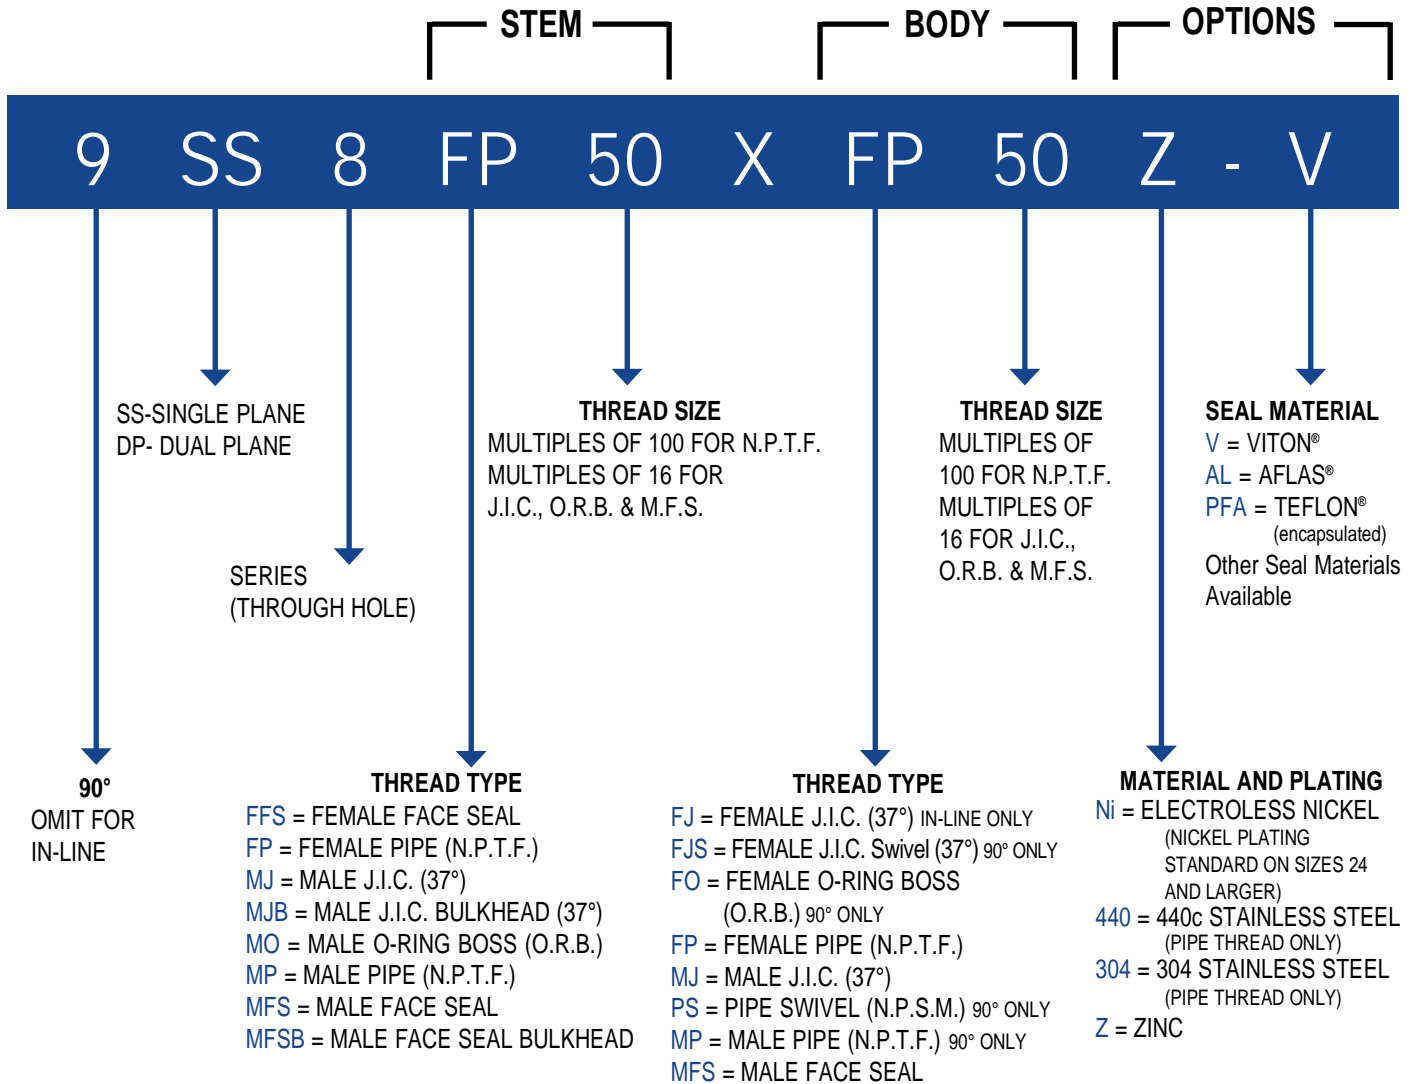 STEM BODY OPTIONS
9 SS 8 FP 50 X FP 50 Z - V
SS-SINGLE PLANE
DP- DUAL PLANE
SERIES
(THROUGH HOLE)
THREAD SIZE
MULTIPLES OF 100 FOR N.P.T.F.
MULTIPLES OF 16 FOR
J.I.C., O.R.B. & M.F.S.
THREAD SIZE
MULTIPLES OF
100 FOR N.P.T.F.
MULTIPLES OF
16 FOR J.I.C.,
O.R.B. & M.F.S.
SEAL MATERIAL
V = VITON®
AL = AFLAS®
PFA = TEFLON®
(encapsulated)
Other Seal Materials
Available
90°
OMIT FOR
IN-LINE
THREAD TYPE
FFS = FEMALE FACE SEAL
FP = FEMALE PIPE (N.P.T.F.)
MJ = MALE J.I.C. (37°)
MJB = MALE J.I.C. BULKHEAD (37°)
MO = MALE O-RING BOSS (O.R.B.)
MP = MALE PIPE (N.P.T.F.)
MFS = MALE FACE SEAL
MFSB = MALE FACE SEAL BULKHEAD
THREAD TYPE
FJ = FEMALE J.I.C. (37°) IN-LINE ONLY
FJS = FEMALE J.I.C. Swivel (37°) 90° ONLY
FO = FEMALE O-RING BOSS
(O.R.B.) 90° ONLY
FP = FEMALE PIPE (N.P.T.F.)
MJ = MALE J.I.C. (37°)
PS = PIPE SWIVEL (N.P.S.M.) 90° ONLY
MP = MALE PIPE (N.P.T.F.) 90° ONLY
MFS = MALE FACE SEAL
MATERIAL AND PLATING
Ni = ELECTROLESS NICKEL
(NICKEL PLATING
STANDARD ON SIZES 24
AND LARGER)
440 = 440c STAINLESS STEEL
(PIPE THREAD ONLY)
304 = 304 STAINLESS STEEL
(PIPE THREAD ONLY)
Z = ZINC